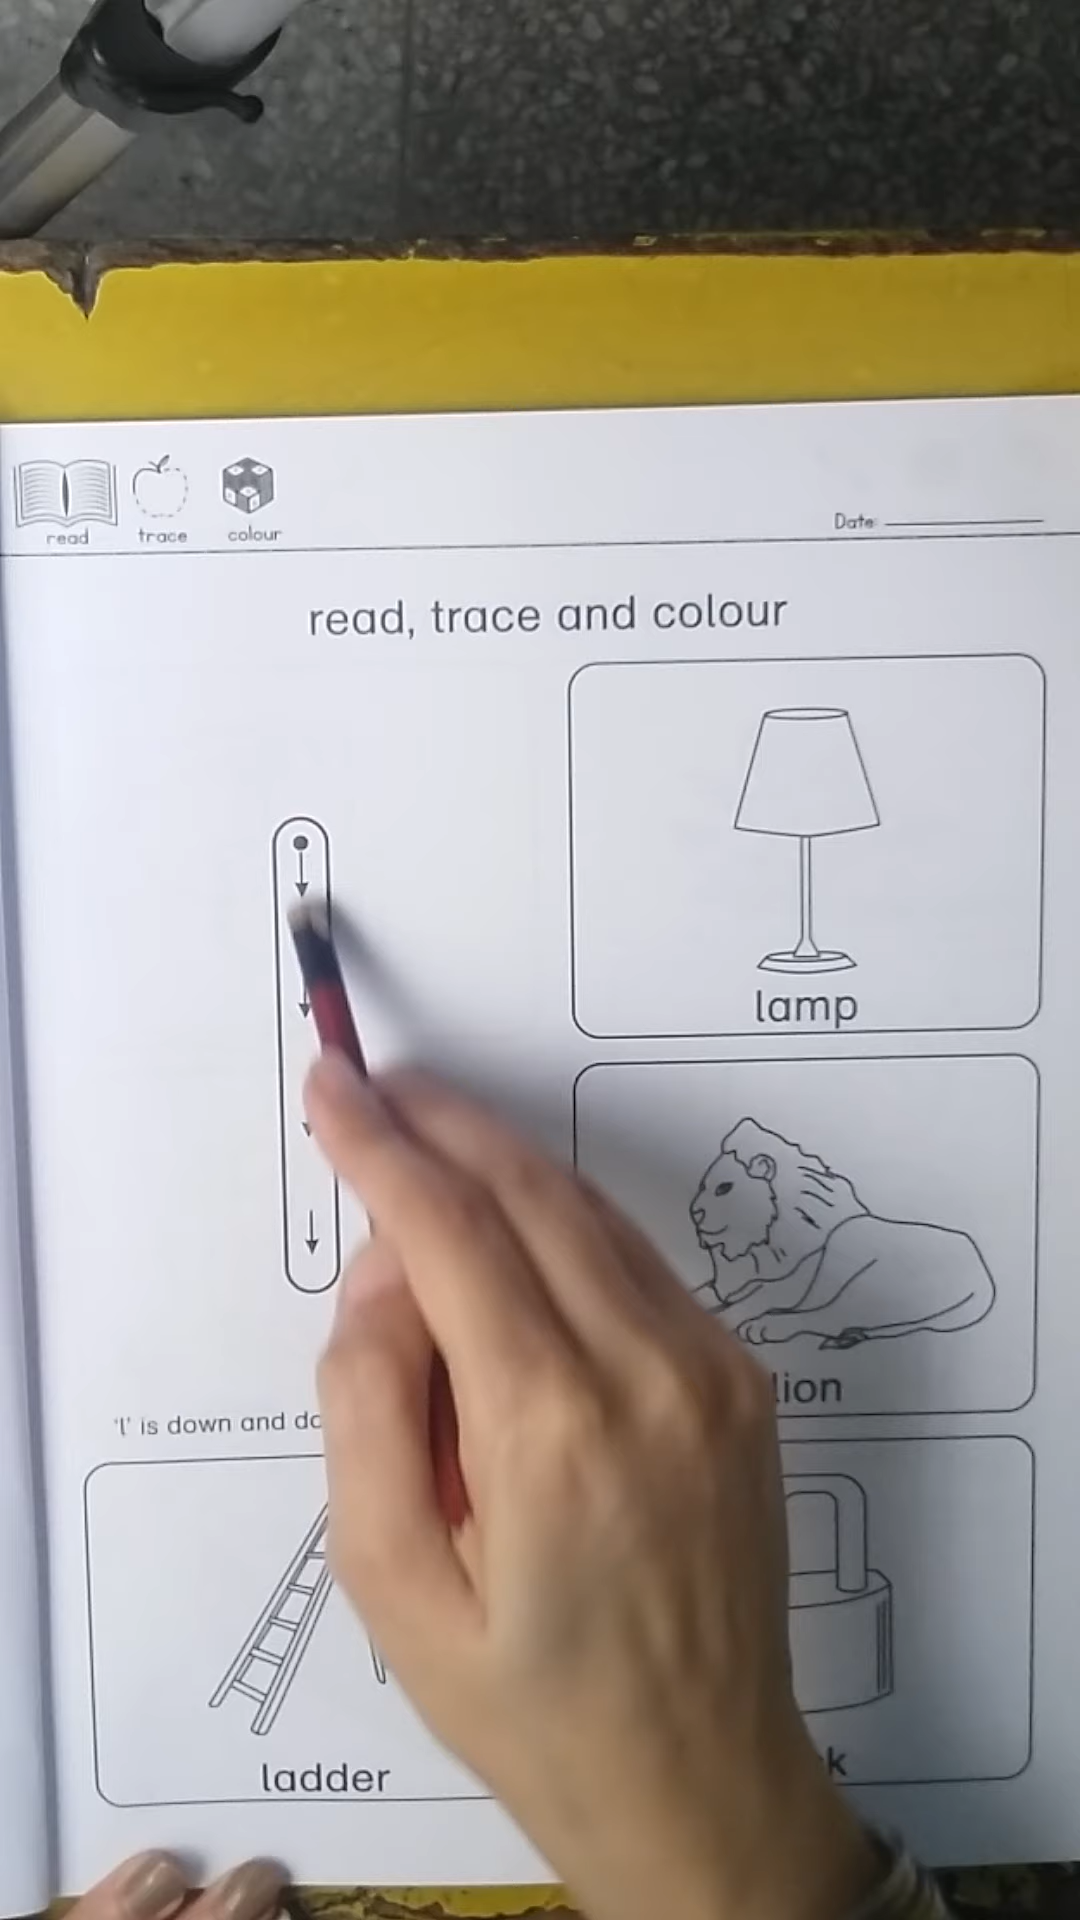 read
trace
colour
Date:
read, trace and colour
lamp
lion
'l' is down and
ladder